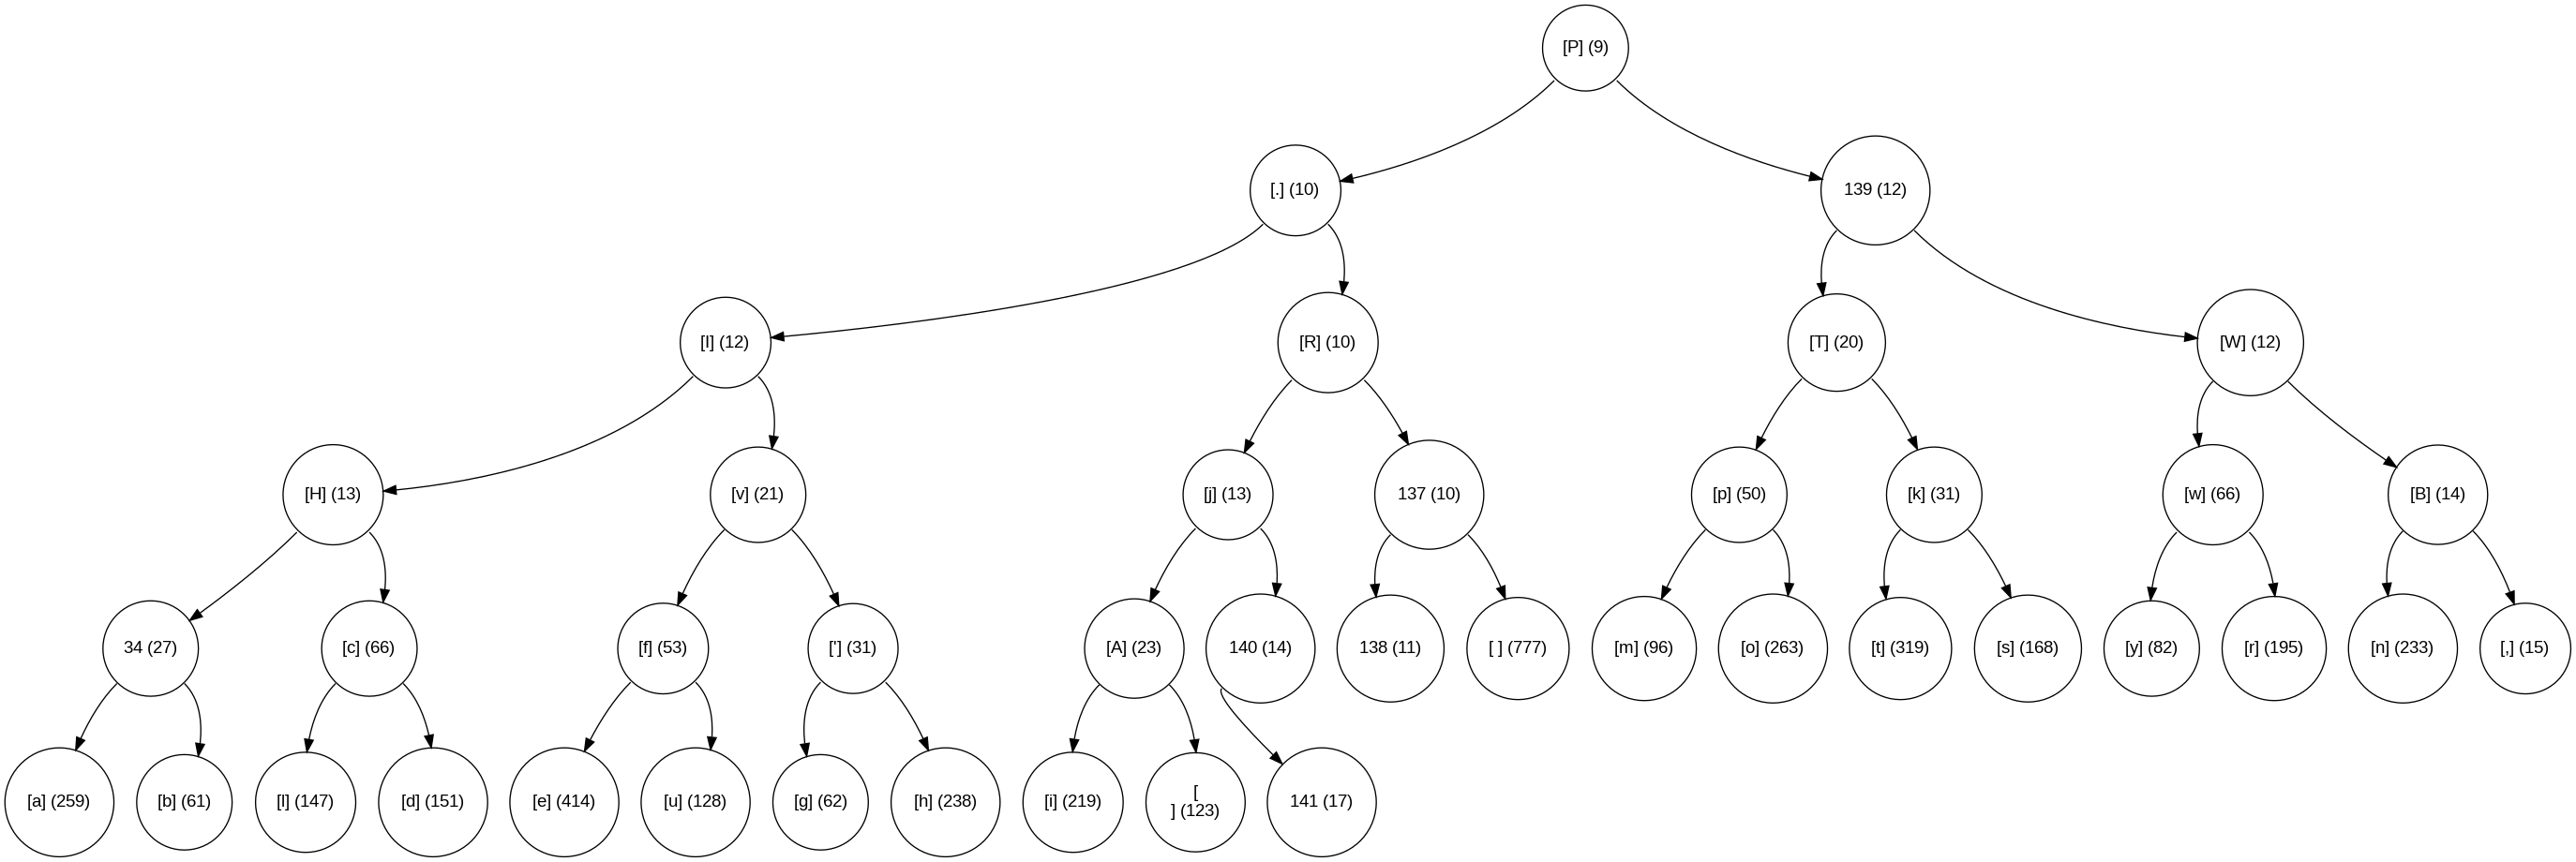 [P] (9)
[.] (10)
139 (12)
[I] (12)
[R] (10)
[T] (20)
[W] (12)
[H] (13)
[v] (21)
[j] (13)
137 (10)
[p] (50)
[k] (31)
[w] (66)
[B] (14)
34 (27)
[c] (66)
[f] (53)
['] (31)
[A] (23)
140 (14)
138 (11)
[ ] (777)
[m] (96)
[o] (263)
[t] (319)
[s] (168)
[y] (82)
[r] (195)
[n] (233)
[,] (15)
[a] (259)
[b] (61)
[l] (147)
[d] (151)
[e] (414)
[u] (128)
[g] (62)
[h] (238)
[i] (219)
[
] (123)
141 (17)